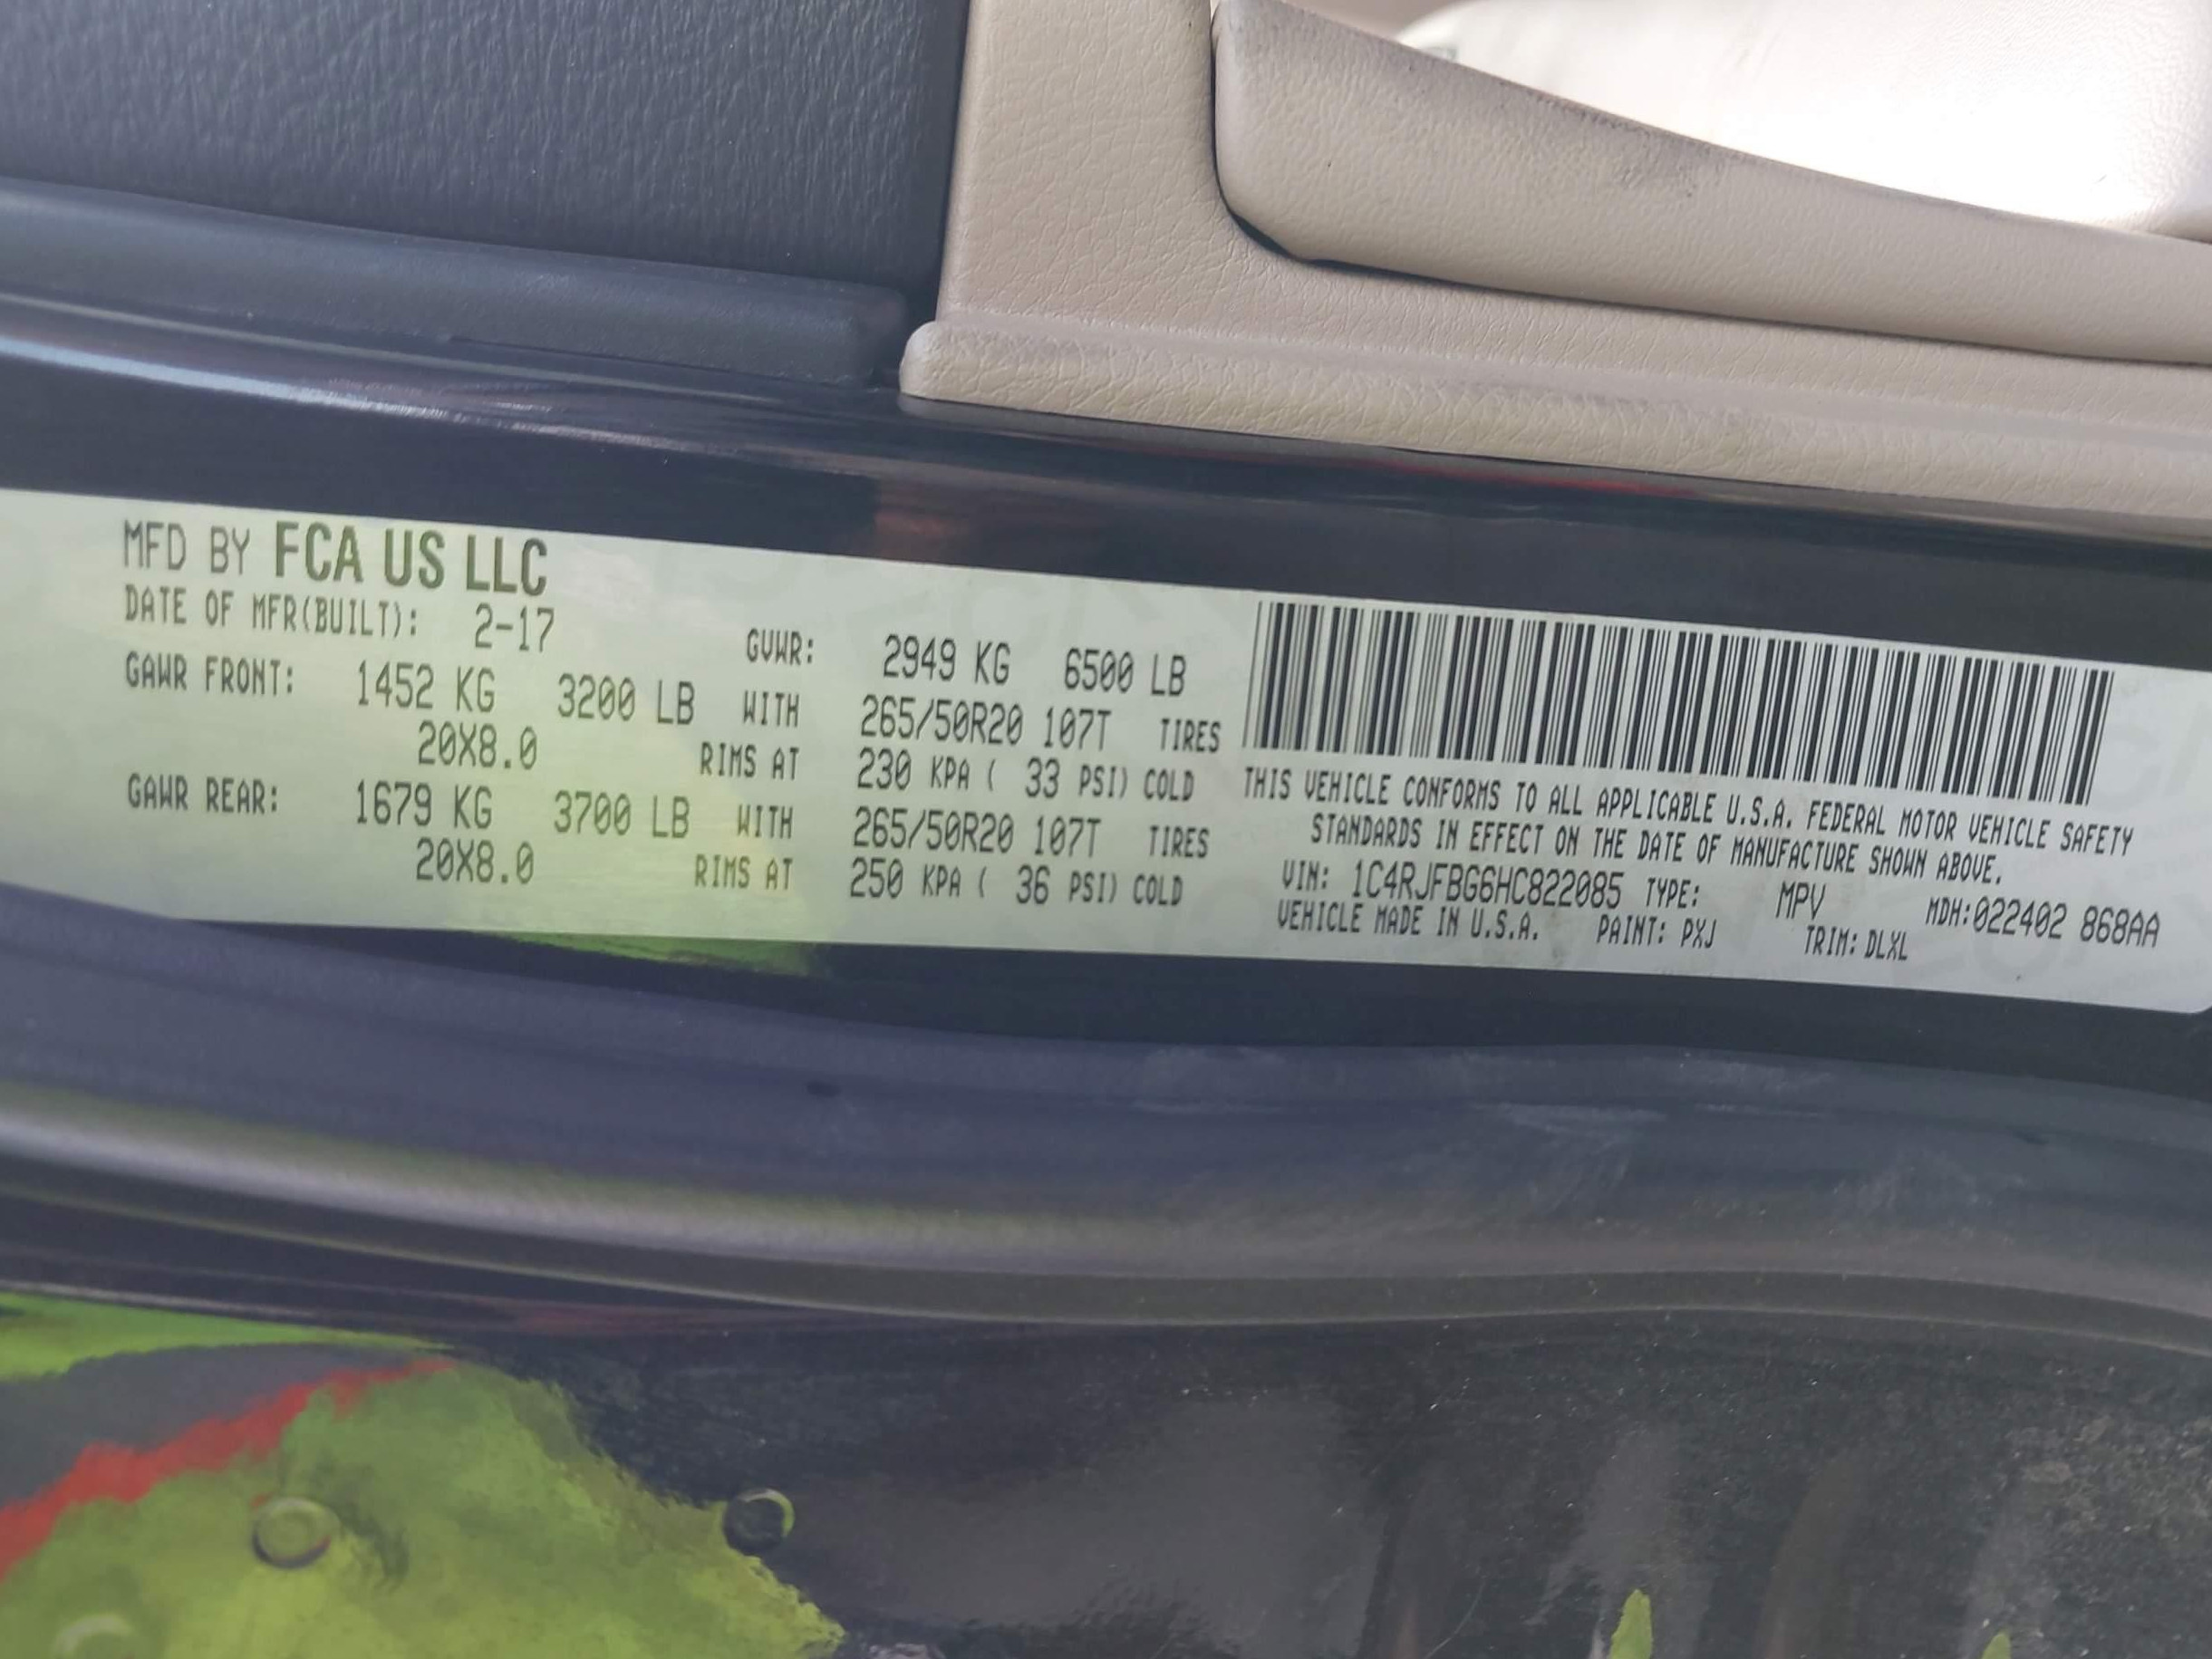 MFD BY FCA US LLC
DATE OF MFR(BUILT): 2-17 GVWR: 2949 KG 6500 LB
GAWR FRONT: 1452 KG 3200 LB WITH 265/50R20 107T TIRES
20X8.0 RIMS AT 230 KPA ( 33 PSI) COLD
GAWR REAR: 1679 KG 3700 LB WITH 265/50R20 107T TIRES
20X8.0 RIMS AT 250 KPA ( 36 PSI) COLD
THIS VEHICLE CONFORMS TO ALL APPLICABLE U.S.A. FEDERAL MOTOR VEHICLE SAFETY
STANDARDS IN EFFECT ON THE DATE OF MANUFACTURE SHOWN ABOVE.
VIN: 1C4RJFBG6HC822085 TYPE: MPV MDH:022402 868AA
VEHICLE MADE IN U.S.A. PAINT: PXJ TRIM: DLXL